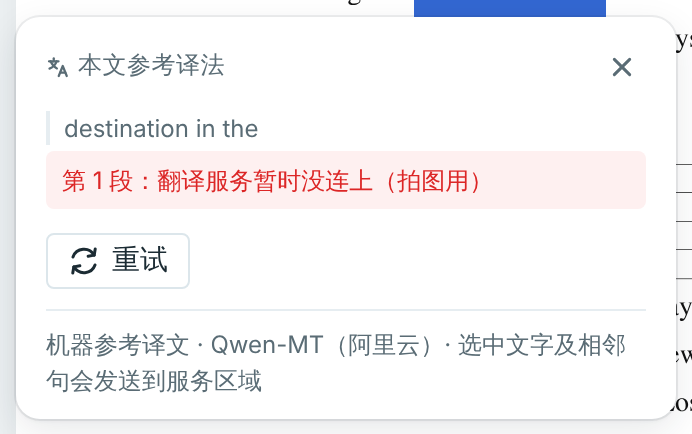 本文参考译法
destination in the
第 1 段：翻译服务暂时没连上（拍图用）
重试
机器参考译文 · Qwen-MT（阿里云）· 选中文字及相邻
句会发送到服务区域